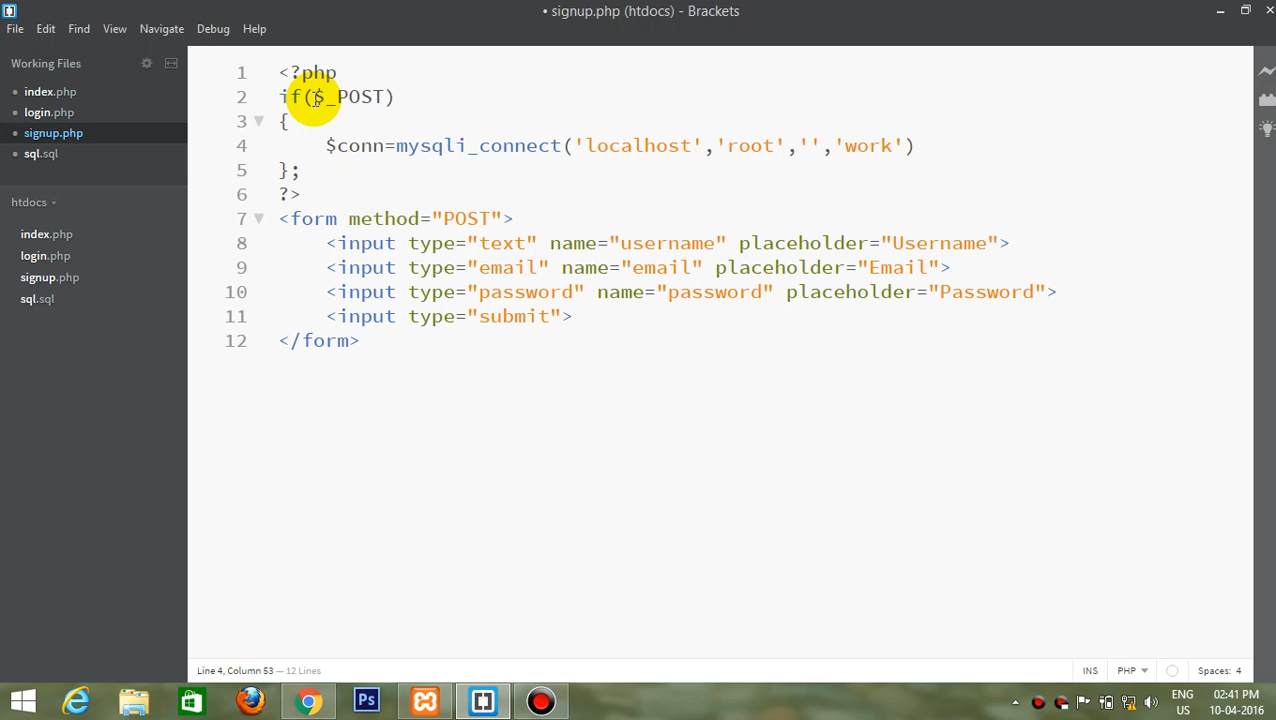 • signup.php (htdocs) - Brackets
File Edit Find View Navigate Debug Help
Working Files
• index.php
• login.php
• signup.php
• sql.sql
htdocs
index.php
login.php
signup.php
sql.sql
1 <?php
2 if($_POST)
3 {
4 $conn=mysqli_connect('localhost','root','','work')
5 };
6 ?>
7 <form method="POST">
8 <input type="text" name="username" placeholder="Username">
9 <input type="email" name="email" placeholder="Email">
10 <input type="password" name="password" placeholder="Password">
11 <input type="submit">
12 </form>
Line 4, Column 53 — 12 Lines
INS PHP Spaces: 4
Ps
ENG US
02:41 PM
10-04-2016